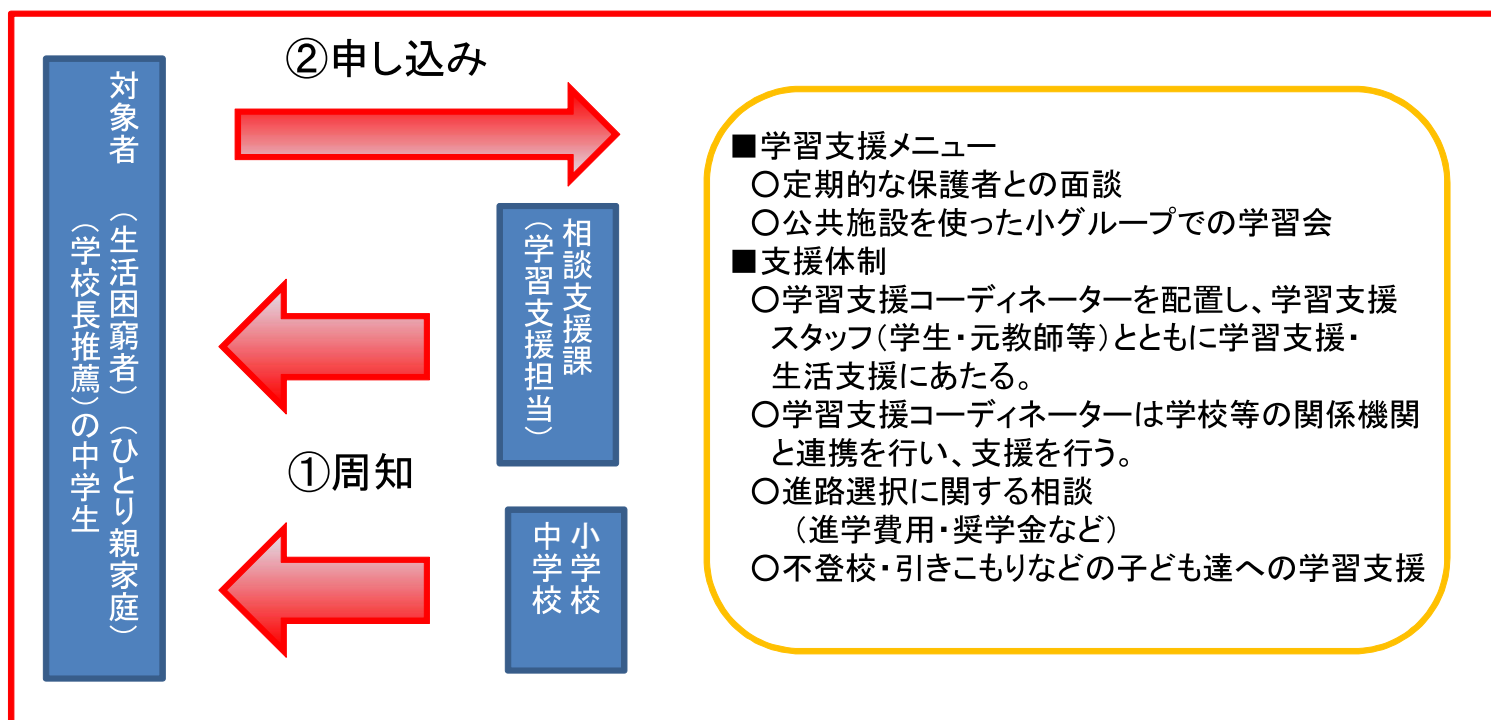 ②申し込み
対象者　（生活困窮者）（ひとり親家庭）
（学校長推薦）の中学生
相談支援課
（学習支援担当）
①周知
小学校
中学校
■学習支援メニュー
○定期的な保護者との面談
○公共施設を使った小グループでの学習会
■支援体制
○学習支援コーディネーターを配置し、学習支援
スタッフ（学生・元教師等）とともに学習支援・
生活支援にあたる。
○学習支援コーディネーターは学校等の関係機関
と連携を行い、支援を行う。
○進路選択に関する相談
（進学費用・奨学金など）
○不登校・引きこもりなどの子ども達への学習支援